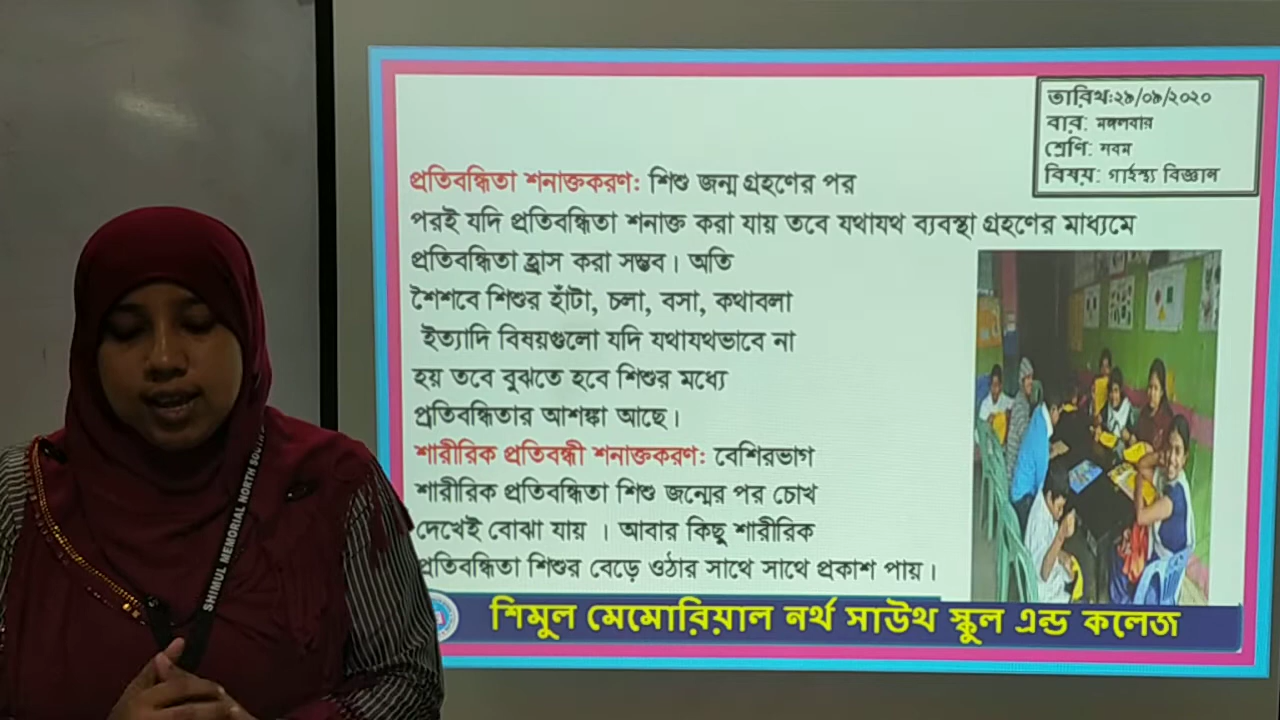 তারিখ:২৯/০৯/২০২০
বার: মঙ্গলবার
শ্রেণি: নবম
বিষয়: গার্হস্থ্য বিজ্ঞান
প্রতিবন্ধিতা শনাক্তকরণ: শিশু জন্ম গ্রহণের পর
পরই যদি প্রতিবন্ধিতা শনাক্ত করা যায় তবে যথাযথ ব্যবস্থা গ্রহণের মাধ্যমে
প্রতিবন্ধিতা হ্রাস করা সম্ভব। অতি
শৈশবে শিশুর হাঁটা, চলা, বসা, কথাবলা
ইত্যাদি বিষয়গুলো যদি যথাযথভাবে না
হয় তবে বুঝতে হবে শিশুর মধ্যে
প্রতিবন্ধিতার আশঙ্কা আছে।
শারীরিক প্রতিবন্ধী শনাক্তকরণ: বেশিরভাগ
শারীরিক প্রতিবন্ধিতা শিশু জন্মের পর চোখ
দেখেই বোঝা যায় । আবার কিছু শারীরিক
প্রতিবন্ধিতা শিশুর বেড়ে ওঠার সাথে সাথে প্রকাশ পায়।
শিমুল মেমোরিয়াল নর্থ সাউথ স্কুল এন্ড কলেজ
SHIMUL MEMORIAL NORTH SOUTH